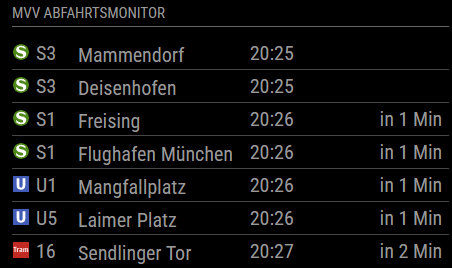 MVV ABFAHRTSMONITOR
S S3 Mammendorf 20:25
S S3 Deisenhofen 20:25
S S1 Freising 20:26 in 1 Min
S S1 Flughafen München 20:26 in 1 Min
U U1 Mangfallplatz 20:26 in 1 Min
U U5 Laimer Platz 20:26 in 1 Min
Tram 16 Sendlinger Tor 20:27 in 2 Min